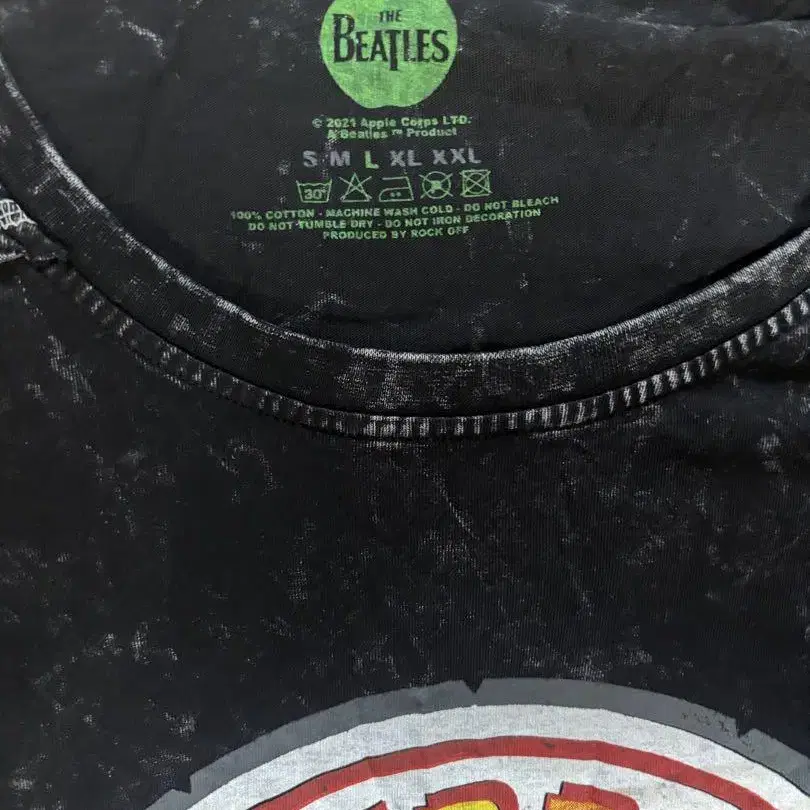 THE
BEATLES
© 2021 Apple Corps LTD.
A Beatles ™ Product
S M L XL XXL
30°
100% COTTON - MACHINE WASH COLD - DO NOT BLEACH
DO NOT TUMBLE DRY - DO NOT IRON DECORATION
PRODUCED BY ROCK OFF